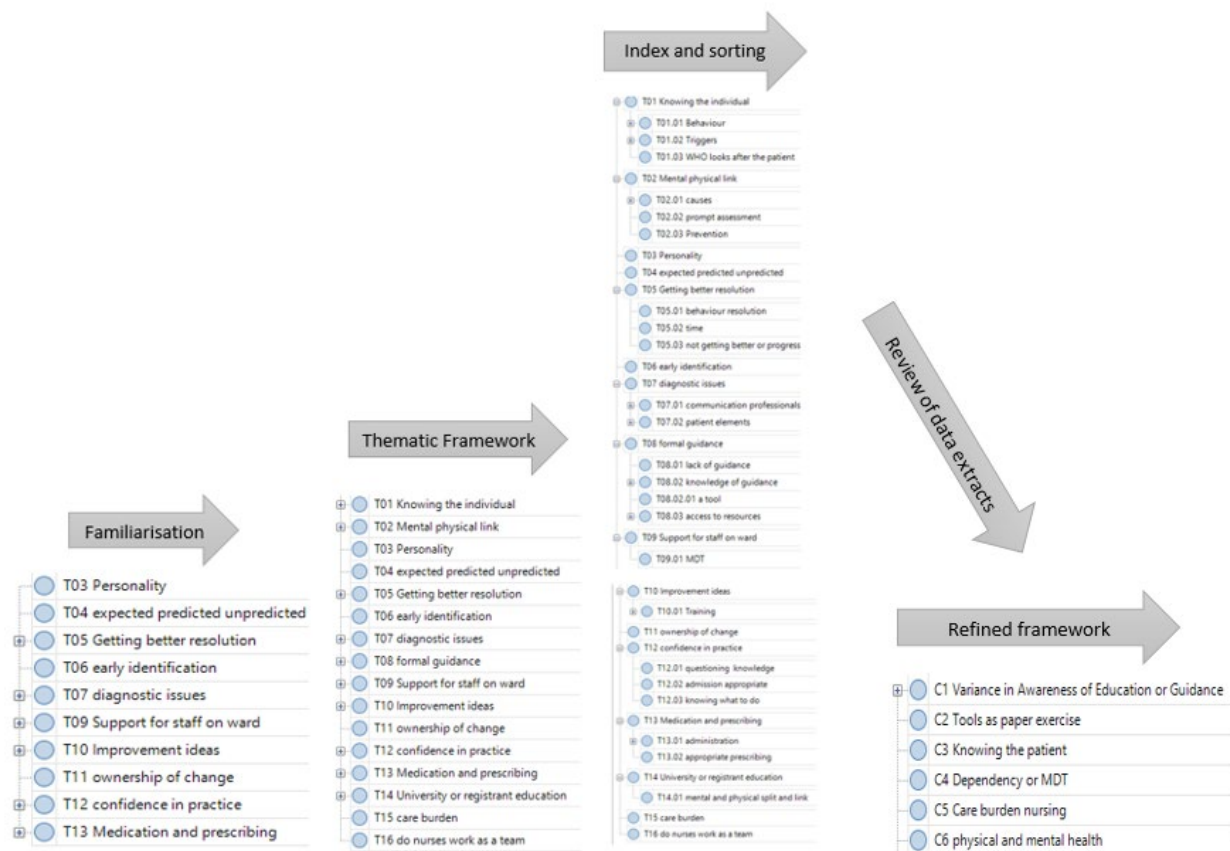 Familiarisation
T03 Personality
T04 expected predicted unpredicted
T05 Getting better resolution
T06 early identification
T07 diagnostic issues
T09 Support for staff on ward
T10 Improvement ideas
T11 ownership of change
T12 confidence in practice
T13 Medication and prescribing
Thematic Framework
T01 Knowing the individual
T02 Mental physical link
T03 Personality
T04 expected predicted unpredicted
T05 Getting better resolution
T06 early identification
T07 diagnostic issues
T08 formal guidance
T09 Support for staff on ward
T10 Improvement ideas
T11 ownership of change
T12 confidence in practice
T13 Medication and prescribing
T14 University or registrant education
T15 care burden
T16 do nurses work as a team
Index and sorting
T01 Knowing the individual
T01.01 Behaviour
T01.02 Triggers
T01.03 WHO looks after the patient
T02 Mental physical link
T02.01 causes
T02.02 prompt assessment
T02.03 Prevention
T03 Personality
T04 expected predicted unpredicted
T05 Getting better resolution
T05.01 behaviour resolution
T05.02 time
T05.03 not getting better or progress
T06 early identification
T07 diagnostic issues
T07.01 communication professionals
T07.02 patient elements
T08 formal guidance
T08.01 lack of guidance
T08.02 knowledge of guidance
T08.02.01 a tool
T08.03 access to resources
T09 Support for staff on ward
T09.01 MDT
T10 Improvement ideas
T10.01 Training
T11 ownership of change
T12 confidence in practice
T12.01 questioning knowledge
T12.02 admission appropriate
T12.03 knowing what to do
T13 Medication and prescribing
T13.01 administration
T13.02 appropriate prescribing
T14 University or registrant education
T14.01 mental and physical split and link
T15 care burden
T16 do nurses work as a team
Review of data extracts
Refined framework
C1 Variance in Awareness of Education or Guidance
C2 Tools as paper exercise
C3 Knowing the patient
C4 Dependency or MDT
C5 Care burden nursing
C6 physical and mental health